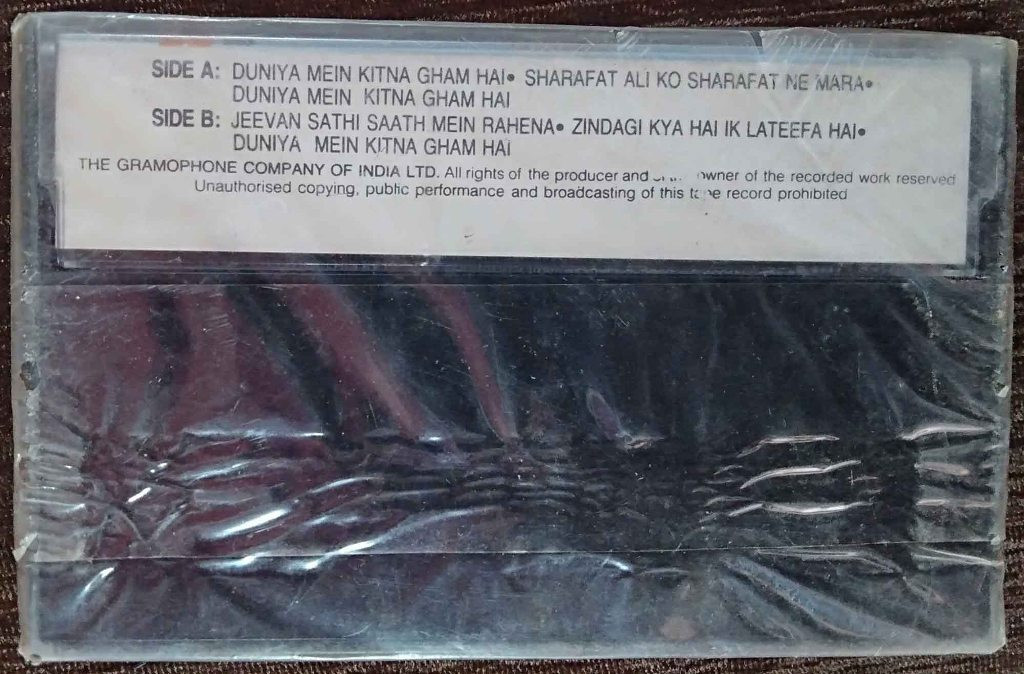 SIDE A: DUNIYA MEIN KITNA GHAM HAI• SHARAFAT ALI KO SHARAFAT NE MARA•
DUNIYA MEIN KITNA GHAM HAI
SIDE B: JEEVAN SATHI SAATH MEIN RAHENA• ZINDAGI KYA HAI IK LATEEFA HAI•
DUNIYA MEIN KITNA GHAM HAI
THE GRAMOPHONE COMPANY OF INDIA LTD. All rights of the producer and owner of the recorded work reserved
Unauthorised copying, public performance and broadcasting of this tape record prohibited